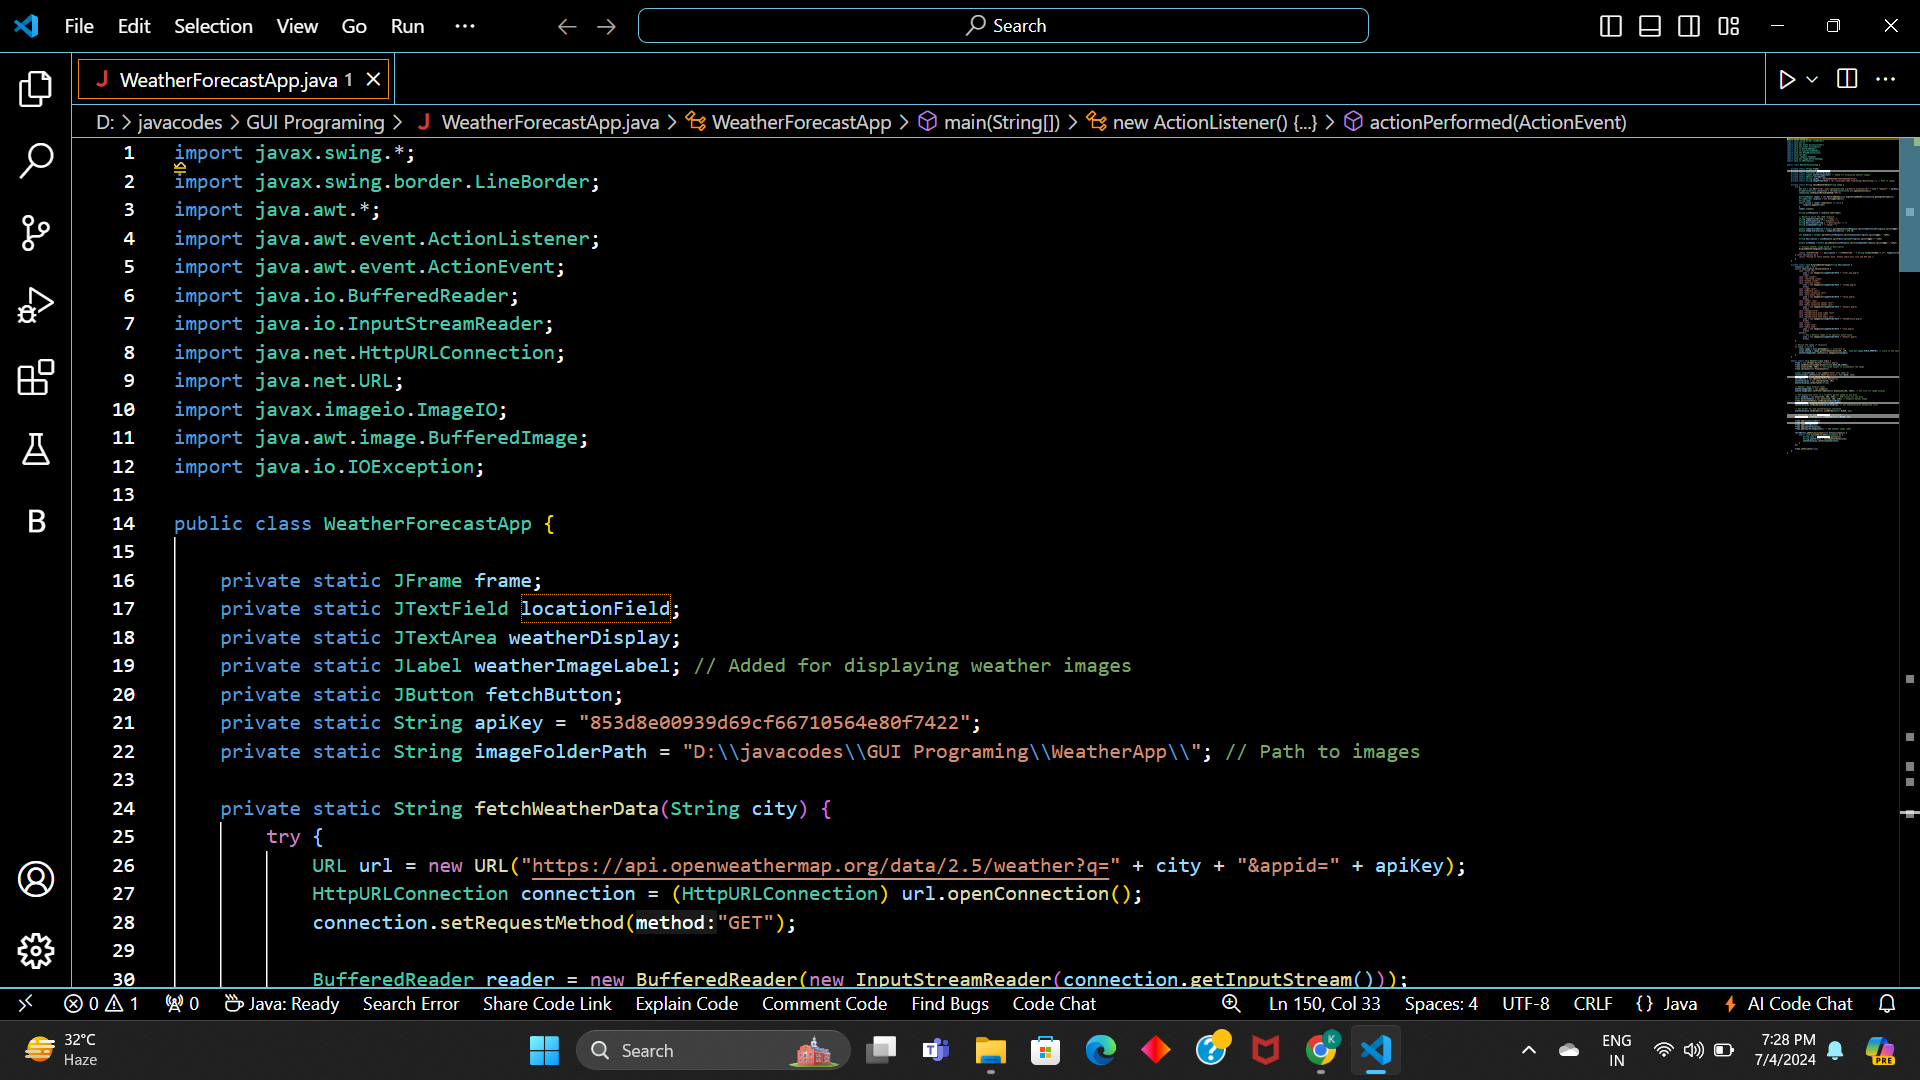 File Edit Selection View Go Run ··· Search
WeatherForecastApp.java 1
D: > javacodes > GUI Programing > J WeatherForecastApp.java > WeatherForecastApp > main(String[]) > new ActionListener() {...} > actionPerformed(ActionEvent)
1 import javax.swing.*;
2 import javax.swing.border.LineBorder;
3 import java.awt.*;
4 import java.awt.event.ActionListener;
5 import java.awt.event.ActionEvent;
6 import java.io.BufferedReader;
7 import java.io.InputStreamReader;
8 import java.net.HttpURLConnection;
9 import java.net.URL;
10 import javax.imageio.ImageIO;
11 import java.awt.image.BufferedImage;
12 import java.io.IOException;
13
14 public class WeatherForecastApp {
15
16 private static JFrame frame;
17 private static JTextField locationField;
18 private static JTextArea weatherDisplay;
19 private static JLabel weatherImageLabel; // Added for displaying weather images
20 private static JButton fetchButton;
21 private static String apiKey = "853d8e00939d69cf66710564e80f7422";
22 private static String imageFolderPath = "D:\\javacodes\\GUI Programing\\WeatherApp\\"; // Path to images
23
24 private static String fetchWeatherData(String city) {
25 try {
26 URL url = new URL("https://api.openweathermap.org/data/2.5/weather?q=" + city + "&appid=" + apiKey);
27 HttpURLConnection connection = (HttpURLConnection) url.openConnection();
28 connection.setRequestMethod(method:"GET");
29
30 BufferedReader reader = new BufferedReader(new InputStreamReader(connection.getInputStream()));
0 1 0 Java: Ready Search Error Share Code Link Explain Code Comment Code Find Bugs Code Chat Ln 150, Col 33 Spaces: 4 UTF-8 CRLF {} Java AI Code Chat
32°C
Haze
Search
ENG
IN
7:28 PM
7/4/2024